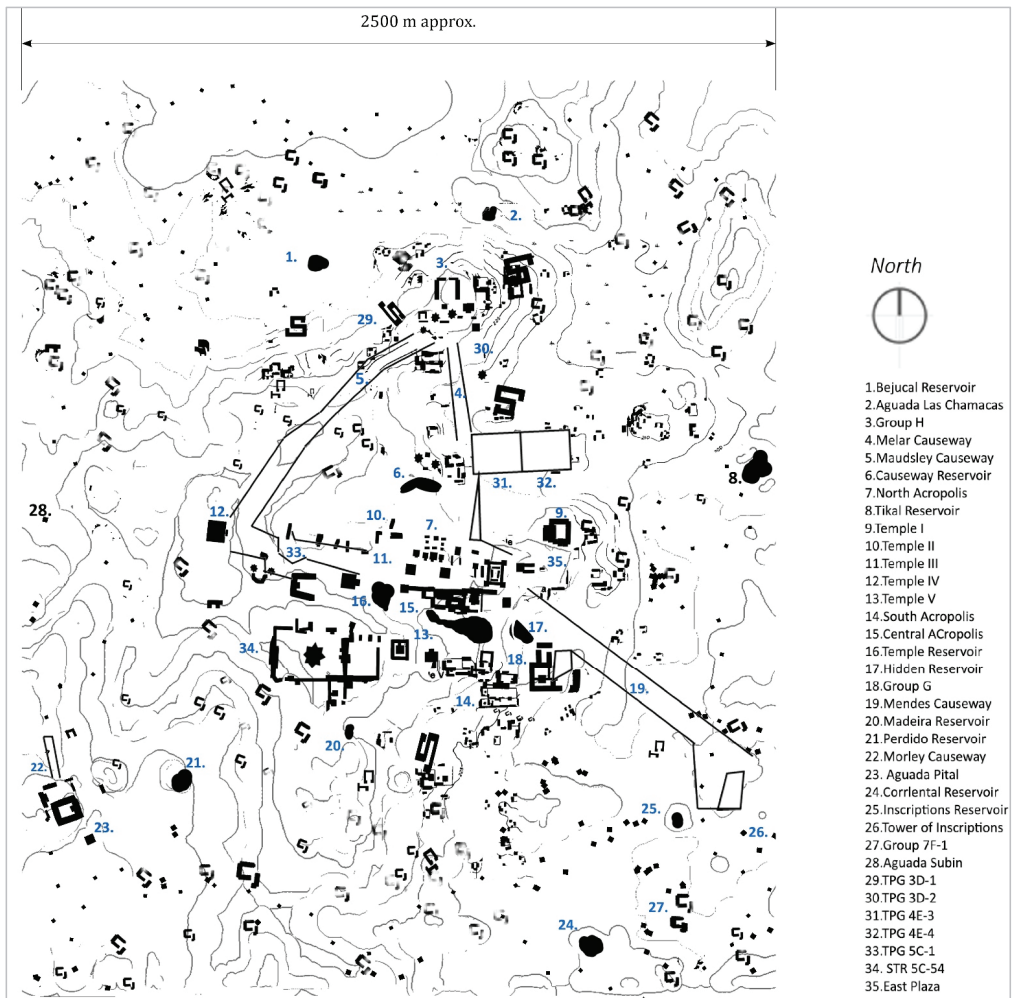 2500 m approx.
2.
1.
3.
29.
30.
5.
4.
6.
31.
32.
8.
28.
12.
10.
7.
9.
33.
11.
35.
16.
15.
13.
17.
34.
18.
14.
19.
20.
22.
21.
25.
23.
26.
27.
24.
North
1.Bejucal Reservoir
2.Aguada Las Chamacas
3.Group H
4.Melar Causeway
5.Maudsley Causeway
6.Causeway Reservoir
7.North Acropolis
8.Tikal Reservoir
9.Temple I
10.Temple II
11.Temple III
12.Temple IV
13.Temple V
14.South Acropolis
15.Central ACropolis
16.Temple Reservoir
17.Hidden Reservoir
18.Group G
19.Mendes Causeway
20.Madeira Reservoir
21.Perdido Reservoir
22.Morley Causeway
23. Aguada Pital
24.Corrlental Reservoir
25.Inscriptions Reservoir
26.Tower of Inscriptions
27.Group 7F-1
28.Aguada Subin
29.TPG 3D-1
30.TPG 3D-2
31.TPG 4E-3
32.TPG 4E-4
33.TPG 5C-1
34. STR 5C-54
35.East Plaza